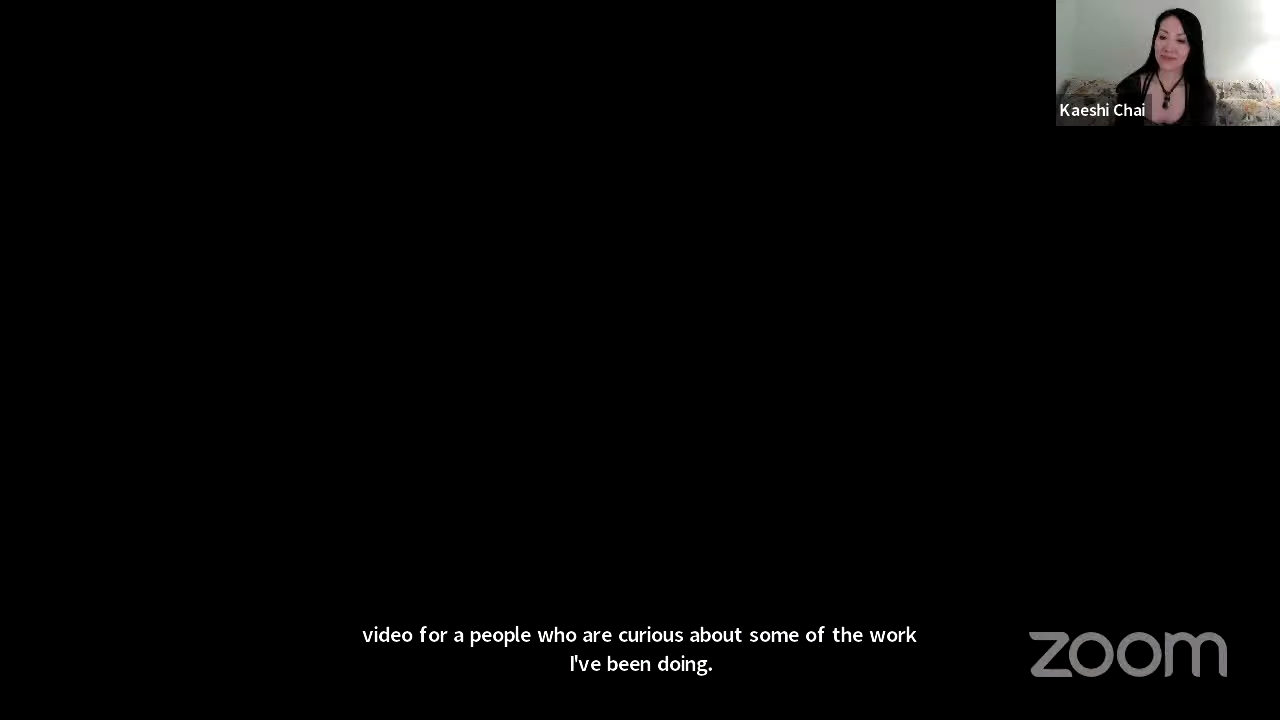 Kaeshi Chai
video for a people who are curious about some of the work
I've been doing.
zoom